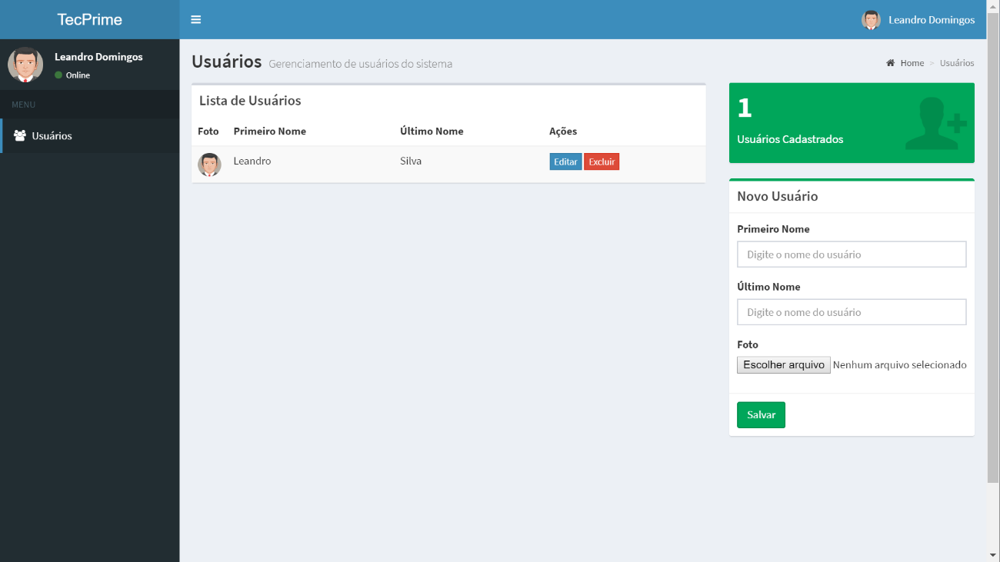 TecPrime
Leandro Domingos
Leandro Domingos
Online
MENU
Usuários
Usuários Gerenciamento de usuários do sistema
Home > Usuários
Lista de Usuários
Foto Primeiro Nome Último Nome Ações
Leandro Silva Editar Excluir
1
Usuários Cadastrados
Novo Usuário
Primeiro Nome
Digite o nome do usuário
Último Nome
Digite o nome do usuário
Foto
Escolher arquivo Nenhum arquivo selecionado
Salvar